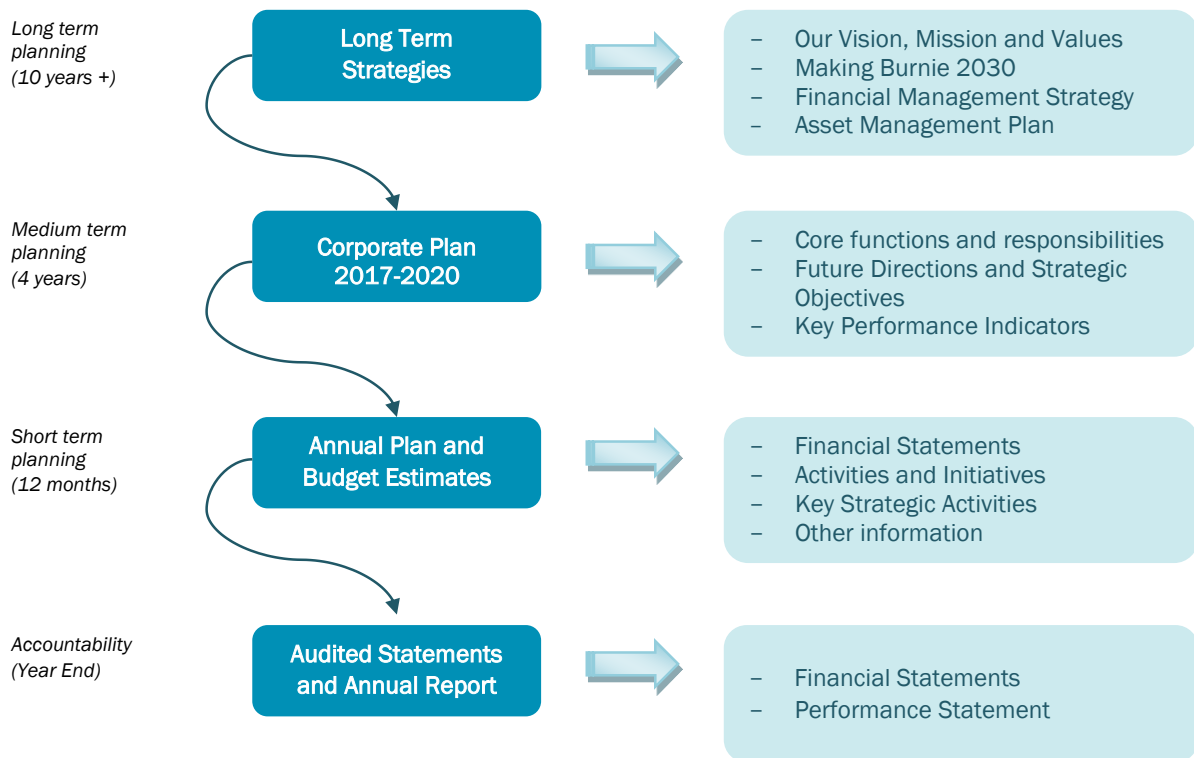 Long term
planning
(10 years +)
Long Term
Strategies
– Our Vision, Mission and Values
– Making Burnie 2030
– Financial Management Strategy
– Asset Management Plan
Medium term
planning
(4 years)
Corporate Plan
2017-2020
– Core functions and responsibilities
– Future Directions and Strategic
Objectives
– Key Performance Indicators
Short term
planning
(12 months)
Annual Plan and
Budget Estimates
– Financial Statements
– Activities and Initiatives
– Key Strategic Activities
– Other information
Accountability
(Year End)
Audited Statements
and Annual Report
– Financial Statements
– Performance Statement